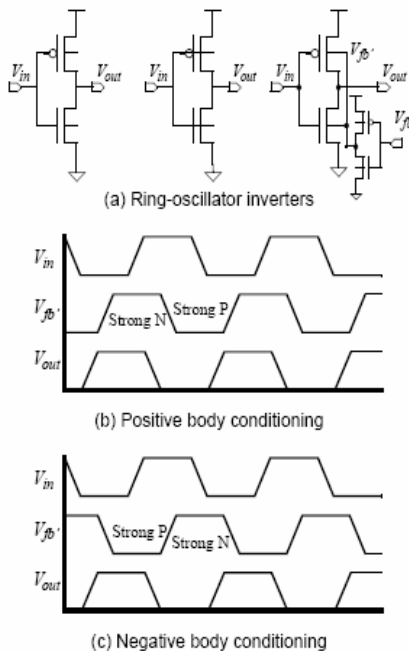 Vin Vout Vin Vout Vin Vfb' Vout
(a) Ring-oscillator inverters
Vin
Vfb' Strong N Strong P
Vout
(b) Positive body conditioning
Vin
Vfb' Strong P Strong N
Vout
(c) Negative body conditioning